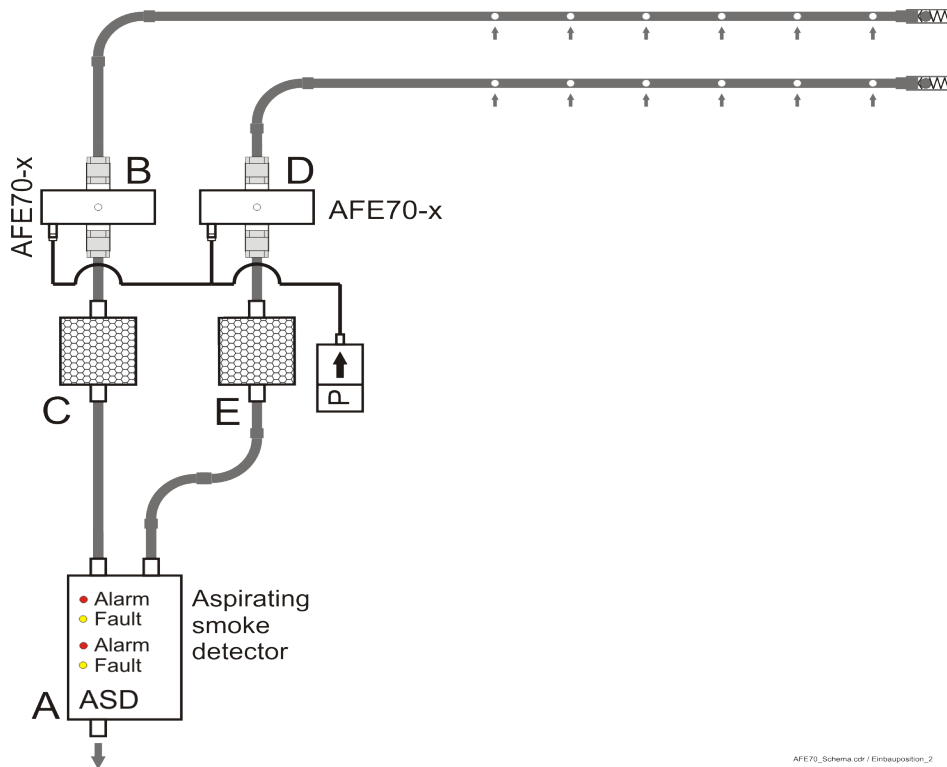 B
D
AFE70-x
AFE70-x
C
E
P
Alarm
Fault
Alarm
Fault
ASD
A
Aspirating
smoke
detector
AFE70_Schema.cdr / Einbauposition_2